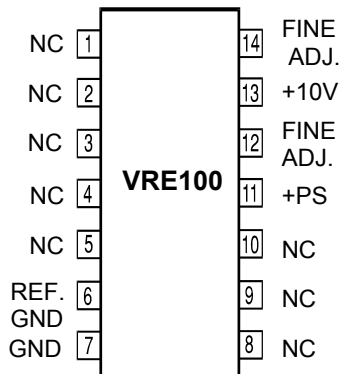 NC 1
NC 2
NC 3
NC 4
NC 5
REF.
GND 6
GND 7
VRE100
14 FINE
ADJ.
13 +10V
12 FINE
ADJ.
11 +PS
10 NC
9 NC
8 NC